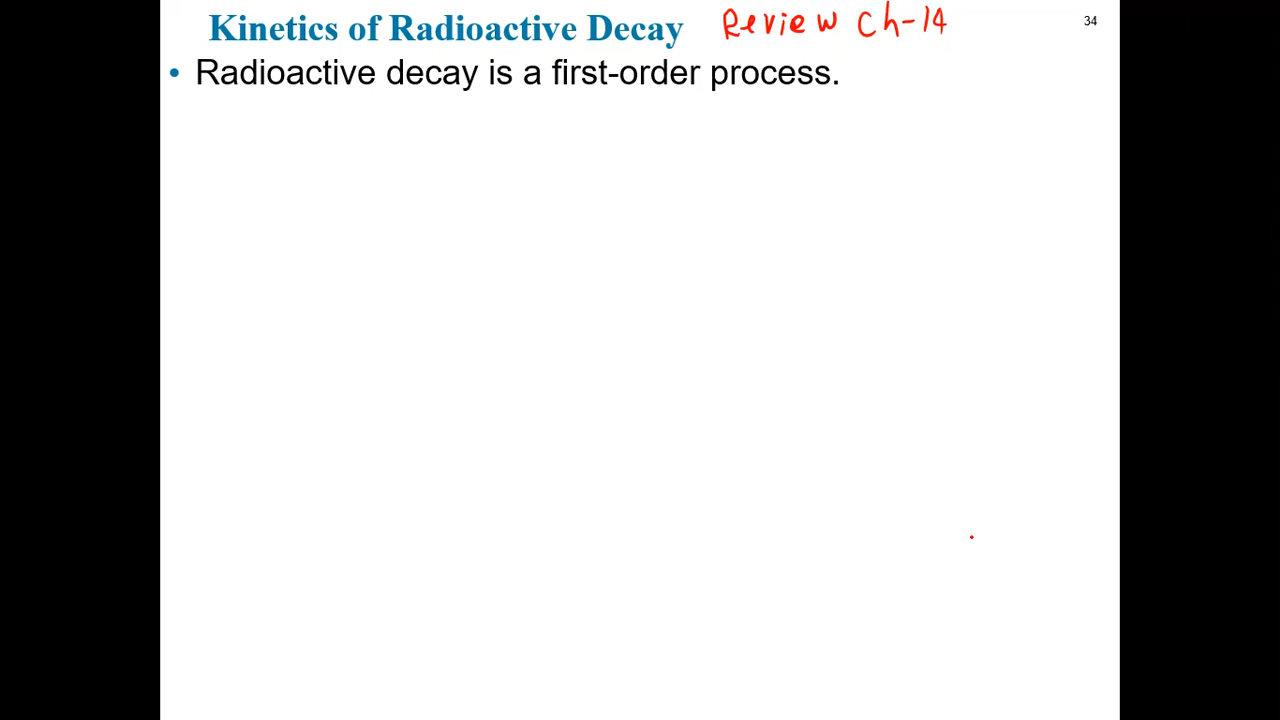 Kinetics of Radioactive Decay Review Ch-14 34
• Radioactive decay is a first-order process.